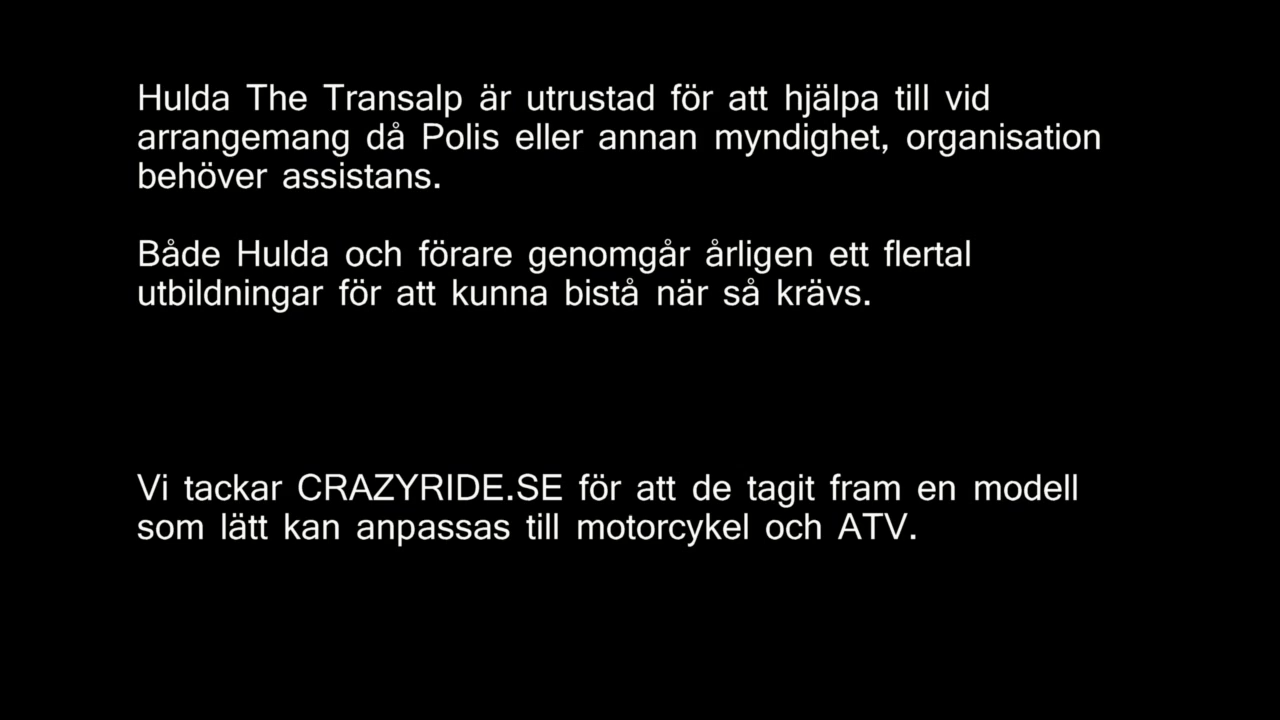 Hulda The Transalp är utrustad för att hjälpa till vid
arrangemang då Polis eller annan myndighet, organisation
behöver assistans.
Både Hulda och förare genomgår årligen ett flertal
utbildningar för att kunna bistå när så krävs.
Vi tackar CRAZYRIDE.SE för att de tagit fram en modell
som lätt kan anpassas till motorcykel och ATV.